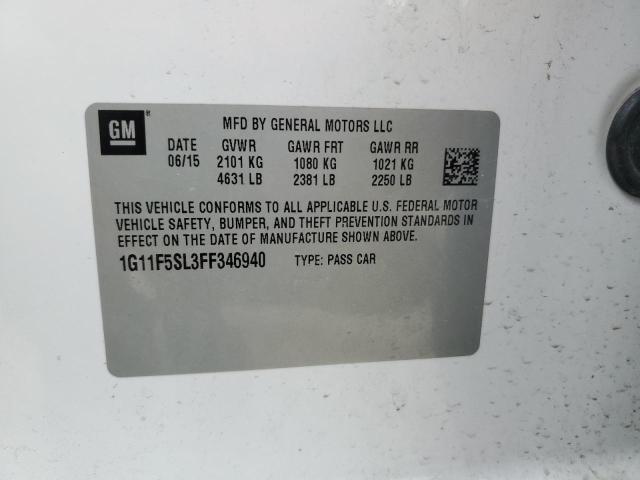 GM ®
MFD BY GENERAL MOTORS LLC
DATE GVWR GAWR FRT GAWR RR
06/15 2101 KG 1080 KG 1021 KG
4631 LB 2381 LB 2250 LB
THIS VEHICLE CONFORMS TO ALL APPLICABLE U.S. FEDERAL MOTOR
VEHICLE SAFETY, BUMPER, AND THEFT PREVENTION STANDARDS IN
EFFECT ON THE DATE OF MANUFACTURE SHOWN ABOVE.
1G11F5SL3FF346940 TYPE: PASS CAR